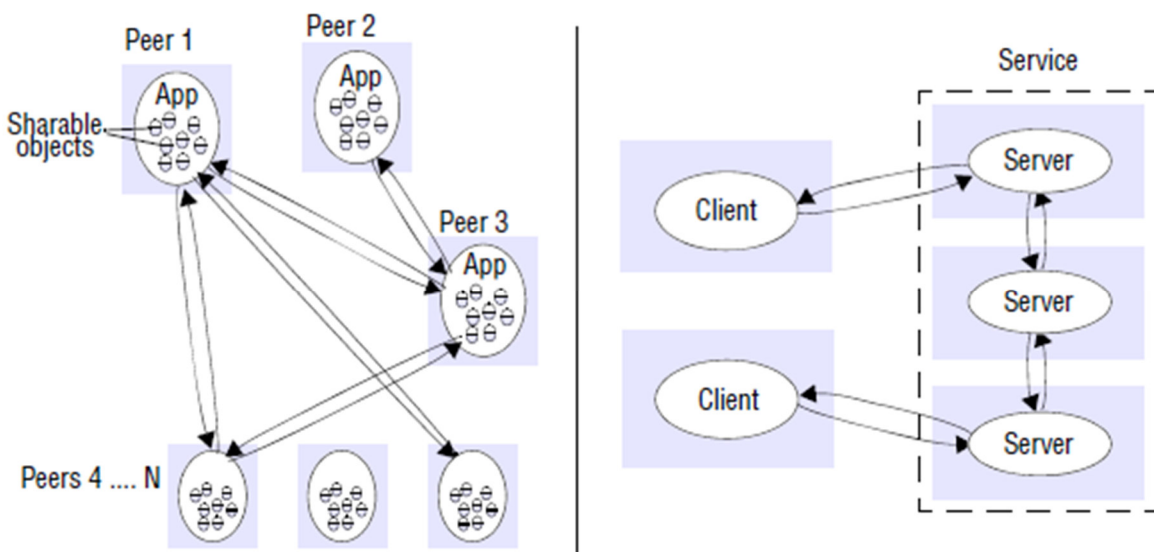 Peer 1
Peer 2
App
App
Sharable
objects
Peer 3
App
Peers 4 .... N
Service
Server
Client
Server
Client
Server